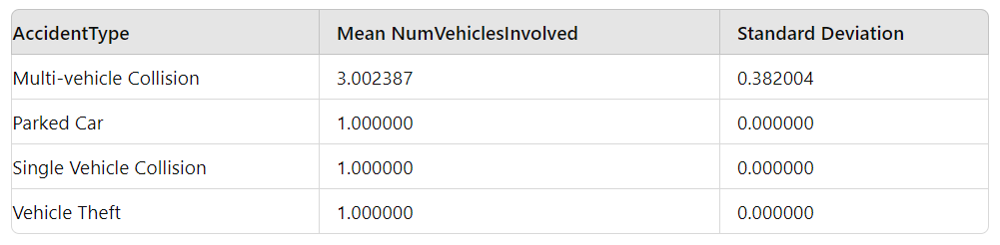 AccidentType Mean NumVehiclesInvolved Standard Deviation
Multi-vehicle Collision 3.002387 0.382004
Parked Car 1.000000 0.000000
Single Vehicle Collision 1.000000 0.000000
Vehicle Theft 1.000000 0.000000